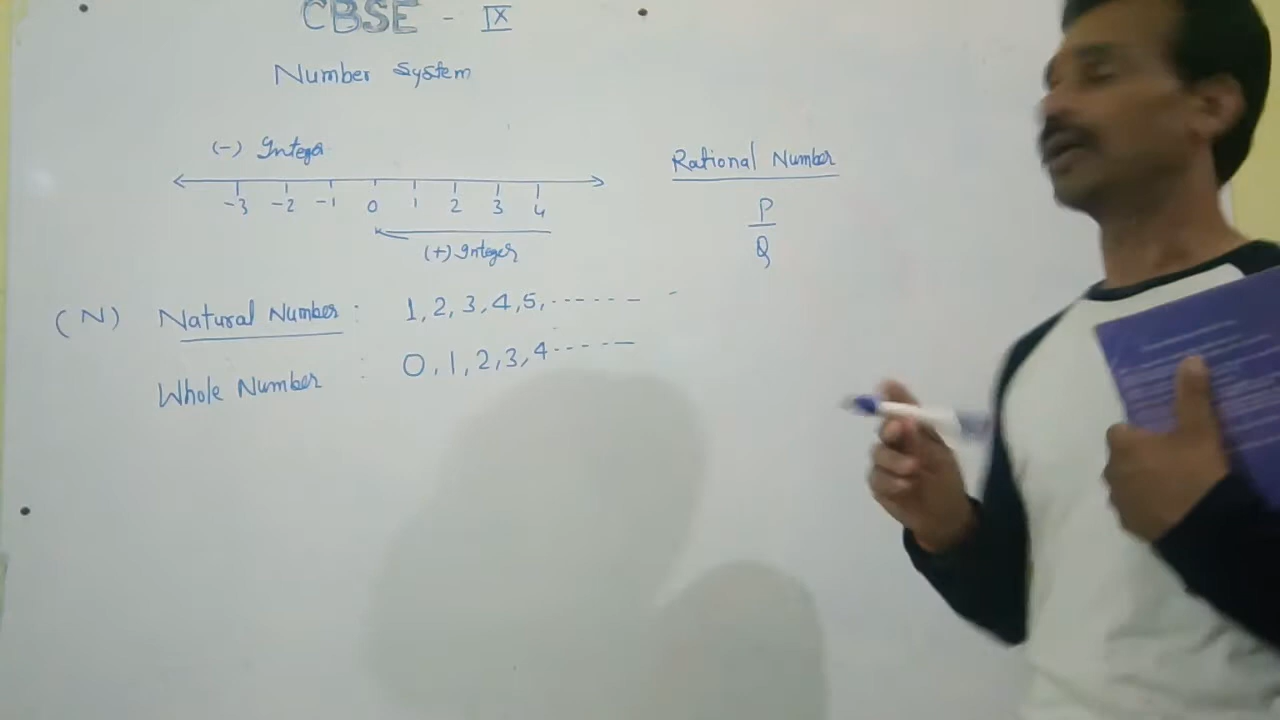 CBSE - IX
Number System
(-) Integer
-3 -2 -1 0 1 2 3 4
(+) Integer
Rational Number
P
Q
(N) Natural Number : 1, 2, 3, 4, 5, ------
Whole Number : 0, 1, 2, 3, 4 ------